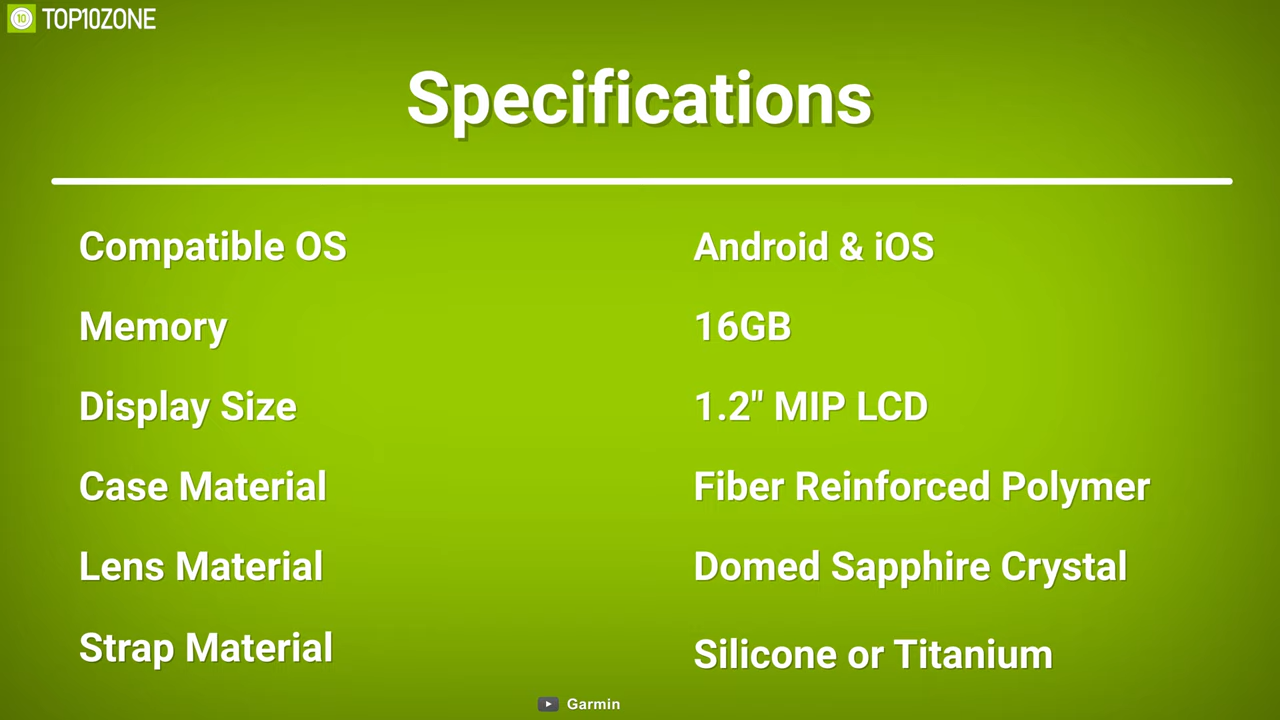 10 TOP10ZONE
Specifications
Compatible OS Android & iOS
Memory 16GB
Display Size 1.2" MIP LCD
Case Material Fiber Reinforced Polymer
Lens Material Domed Sapphire Crystal
Strap Material Silicone or Titanium
Garmin